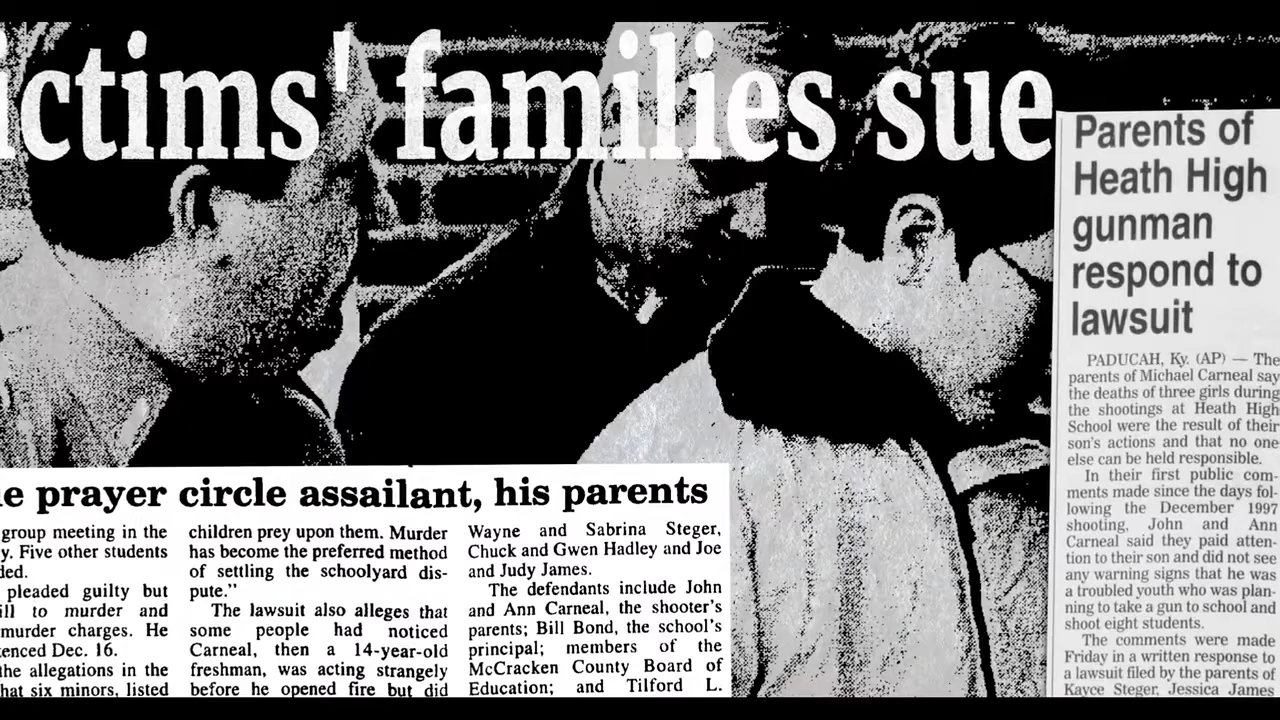 ictims' families sue
e prayer circle assailant, his parents
group meeting in the
y. Five other students
ded.
pleaded guilty but
ill to murder and
murder charges. He
enced Dec. 16.
the allegations in the
hat six minors, listed
children prey upon them. Murder
has become the preferred method
of settling the schoolyard dis-
pute."
The lawsuit also alleges that
some people had noticed
Carneal, then a 14-year-old
freshman, was acting strangely
before he opened fire but did
Wayne and Sabrina Steger,
Chuck and Gwen Hadley and Joe
and Judy James.
The defendants include John
and Ann Carneal, the shooter's
parents; Bill Bond, the school's
principal; members of the
McCracken County Board of
Education; and Tilford L.
Parents of
Heath High
gunman
respond to
lawsuit
PADUCAH, Ky. (AP) — The
parents of Michael Carneal say
the deaths of three girls during
the shootings at Heath High
School were the result of their
son's actions and that no one
else can be held responsible.
In their first public com-
ments made since the days fol-
lowing the December 1997
shooting, John and Ann
Carneal said they paid atten-
tion to their son and did not see
any warning signs that he was
a troubled youth who was plan-
ning to take a gun to school and
shoot eight students.
The comments were made
Friday in a written response to
a lawsuit filed by the parents of
Kayce Steger, Jessica James